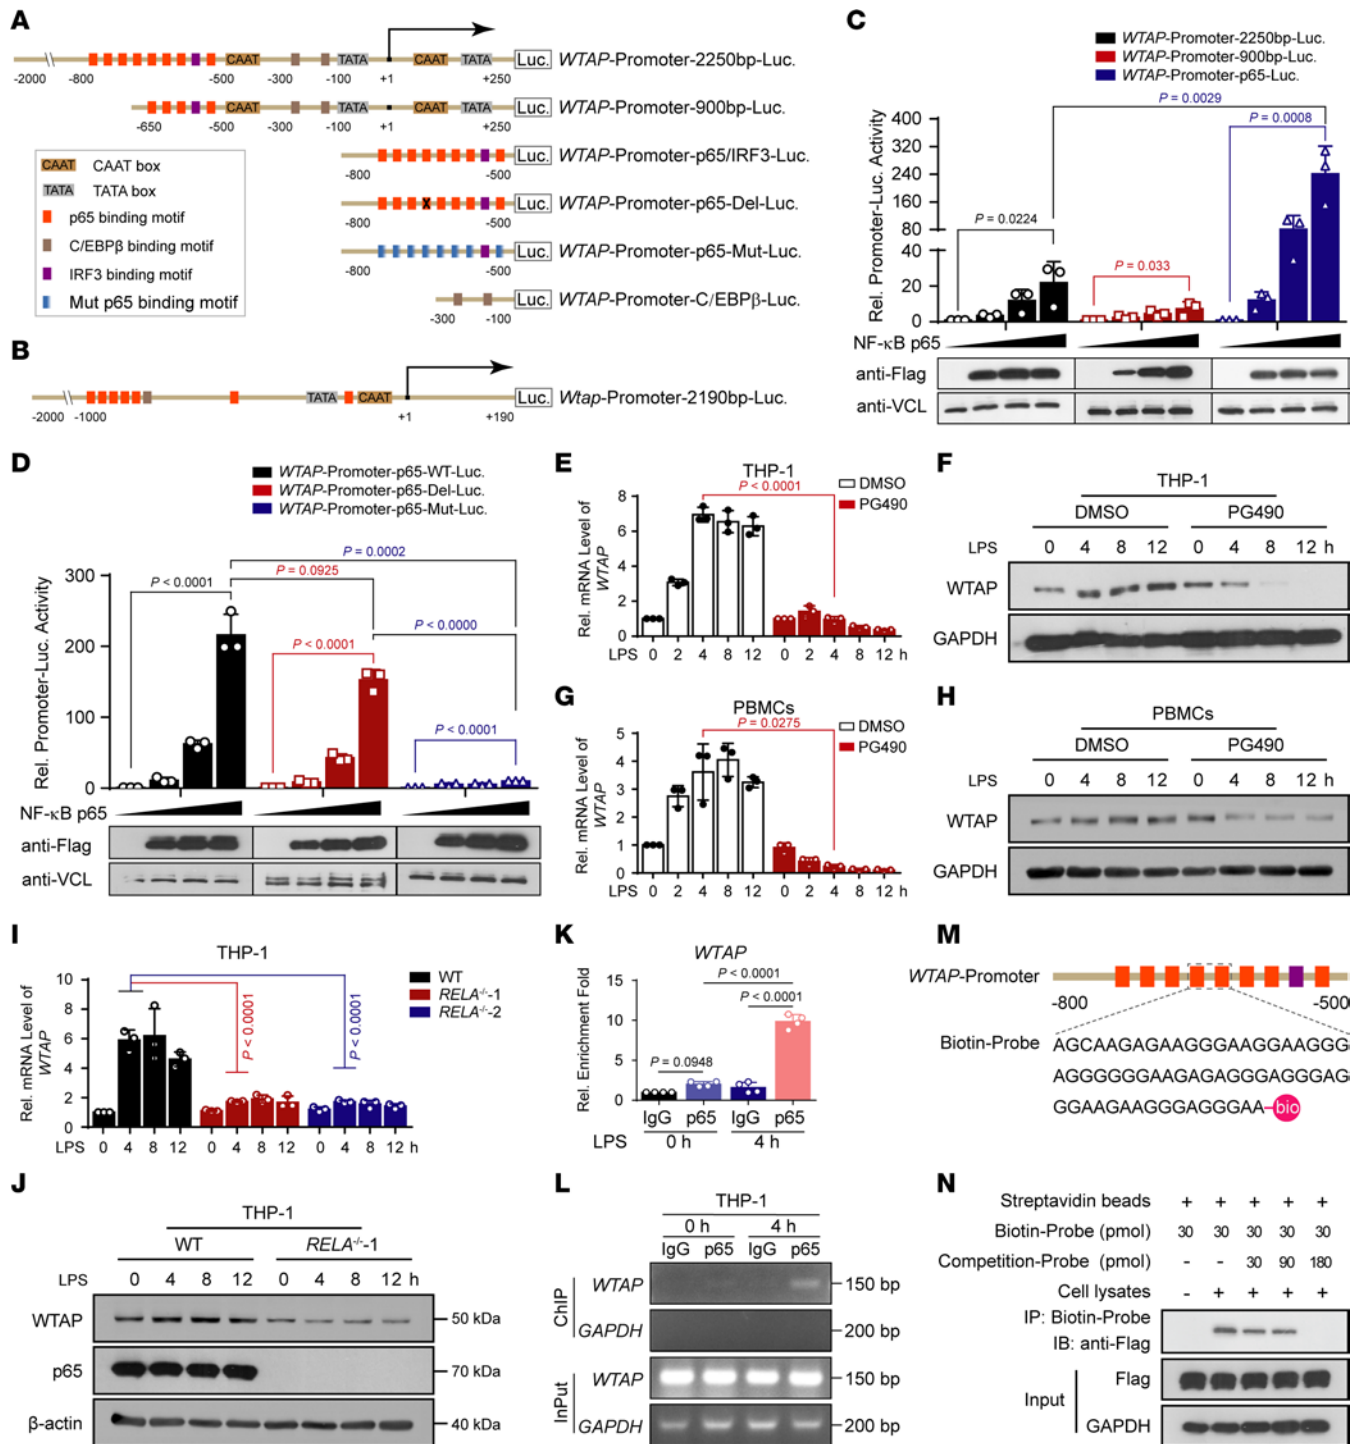 A
CAAT
TATA
CAAT
TATA
Luc.
WTAP-Promoter-2250bp-Luc.
-2000
-800
-500
-300
-100
+1
+250
CAAT
TATA
CAAT
TATA
Luc.
WTAP-Promoter-900bp-Luc.
-650
-500
-300
-100
+1
+250
CAAT
CAAT box
TATA
TATA box
p65 binding motif
C/EBPβ binding motif
IRF3 binding motif
Mut p65 binding motif
Luc.
WTAP-Promoter-p65/IRF3-Luc.
-800
-500
X
Luc.
WTAP-Promoter-p65-Del-Luc.
-800
-500
Luc.
WTAP-Promoter-p65-Mut-Luc.
-800
-500
Luc.
WTAP-Promoter-C/EBPβ-Luc.
-300
-100
B
TATA
CAAT
Luc.
Wtap-Promoter-2190bp-Luc.
-2000
-1000
+1
+190
C
WTAP-Promoter-2250bp-Luc.
WTAP-Promoter-900bp-Luc.
WTAP-Promoter-p65-Luc.
P = 0.0029
P = 0.0008
P = 0.0224
P = 0.033
Rel. Promoter-Luc. Activity
400
320
240
160
80
40
20
0
NF-κB p65
anti-Flag
anti-VCL
D
WTAP-Promoter-p65-WT-Luc.
WTAP-Promoter-p65-Del-Luc.
WTAP-Promoter-p65-Mut-Luc.
P = 0.0002
P < 0.0001
P = 0.0925
P < 0.0000
P < 0.0001
P < 0.0001
Rel. Promoter-Luc. Activity
300
200
100
0
NF-κB p65
anti-Flag
anti-VCL
E
THP-1
P < 0.0001
DMSO
PG490
Rel. mRNA Level of
WTAP
8
6
4
2
0
LPS 0 2 4 8 12 0 2 4 8 12 h
F
THP-1
DMSO PG490
LPS 0 4 8 12 0 4 8 12 h
WTAP
GAPDH
G
PBMCs
P = 0.0275
DMSO
PG490
Rel. mRNA Level of
WTAP
5
4
3
2
1
0
LPS 0 2 4 8 12 0 2 4 8 12 h
H
PBMCs
DMSO PG490
LPS 0 4 8 12 0 4 8 12 h
WTAP
GAPDH
I
THP-1
WT
RELA-/--1
RELA-/--2
P < 0.0001
P < 0.0001
Rel. mRNA Level of
WTAP
10
8
6
4
2
0
LPS 0 4 8 12 0 4 8 12 0 4 8 12 h
J
THP-1
WT RELA-/--1
LPS 0 4 8 12 0 4 8 12 h
WTAP 50 kDa
p65 70 kDa
β-actin 40 kDa
K
WTAP
P < 0.0001
P < 0.0001
P = 0.0948
Rel. Enrichment Fold
15
10
5
0
IgG p65 IgG p65
LPS 0 h 4 h
L
THP-1
0 h 4 h
IgG p65 IgG p65
ChIP
WTAP 150 bp
GAPDH 200 bp
InPut
WTAP 150 bp
GAPDH 200 bp
M
WTAP-Promoter
-800
-500
Biotin-Probe
AGCAAGAGAAGGGAAGGAAGGG
AGGGGGGAAGAGAGGGAGGGAG
GGAAGAAGGGAGGGAA-bio
N
Streptavidin beads + + + + +
Biotin-Probe (pmol) 30 30 30 30 30
Competition-Probe (pmol) - - 30 90 180
Cell lysates - + + + +
IP: Biotin-Probe
IB: anti-Flag
Input
Flag
GAPDH